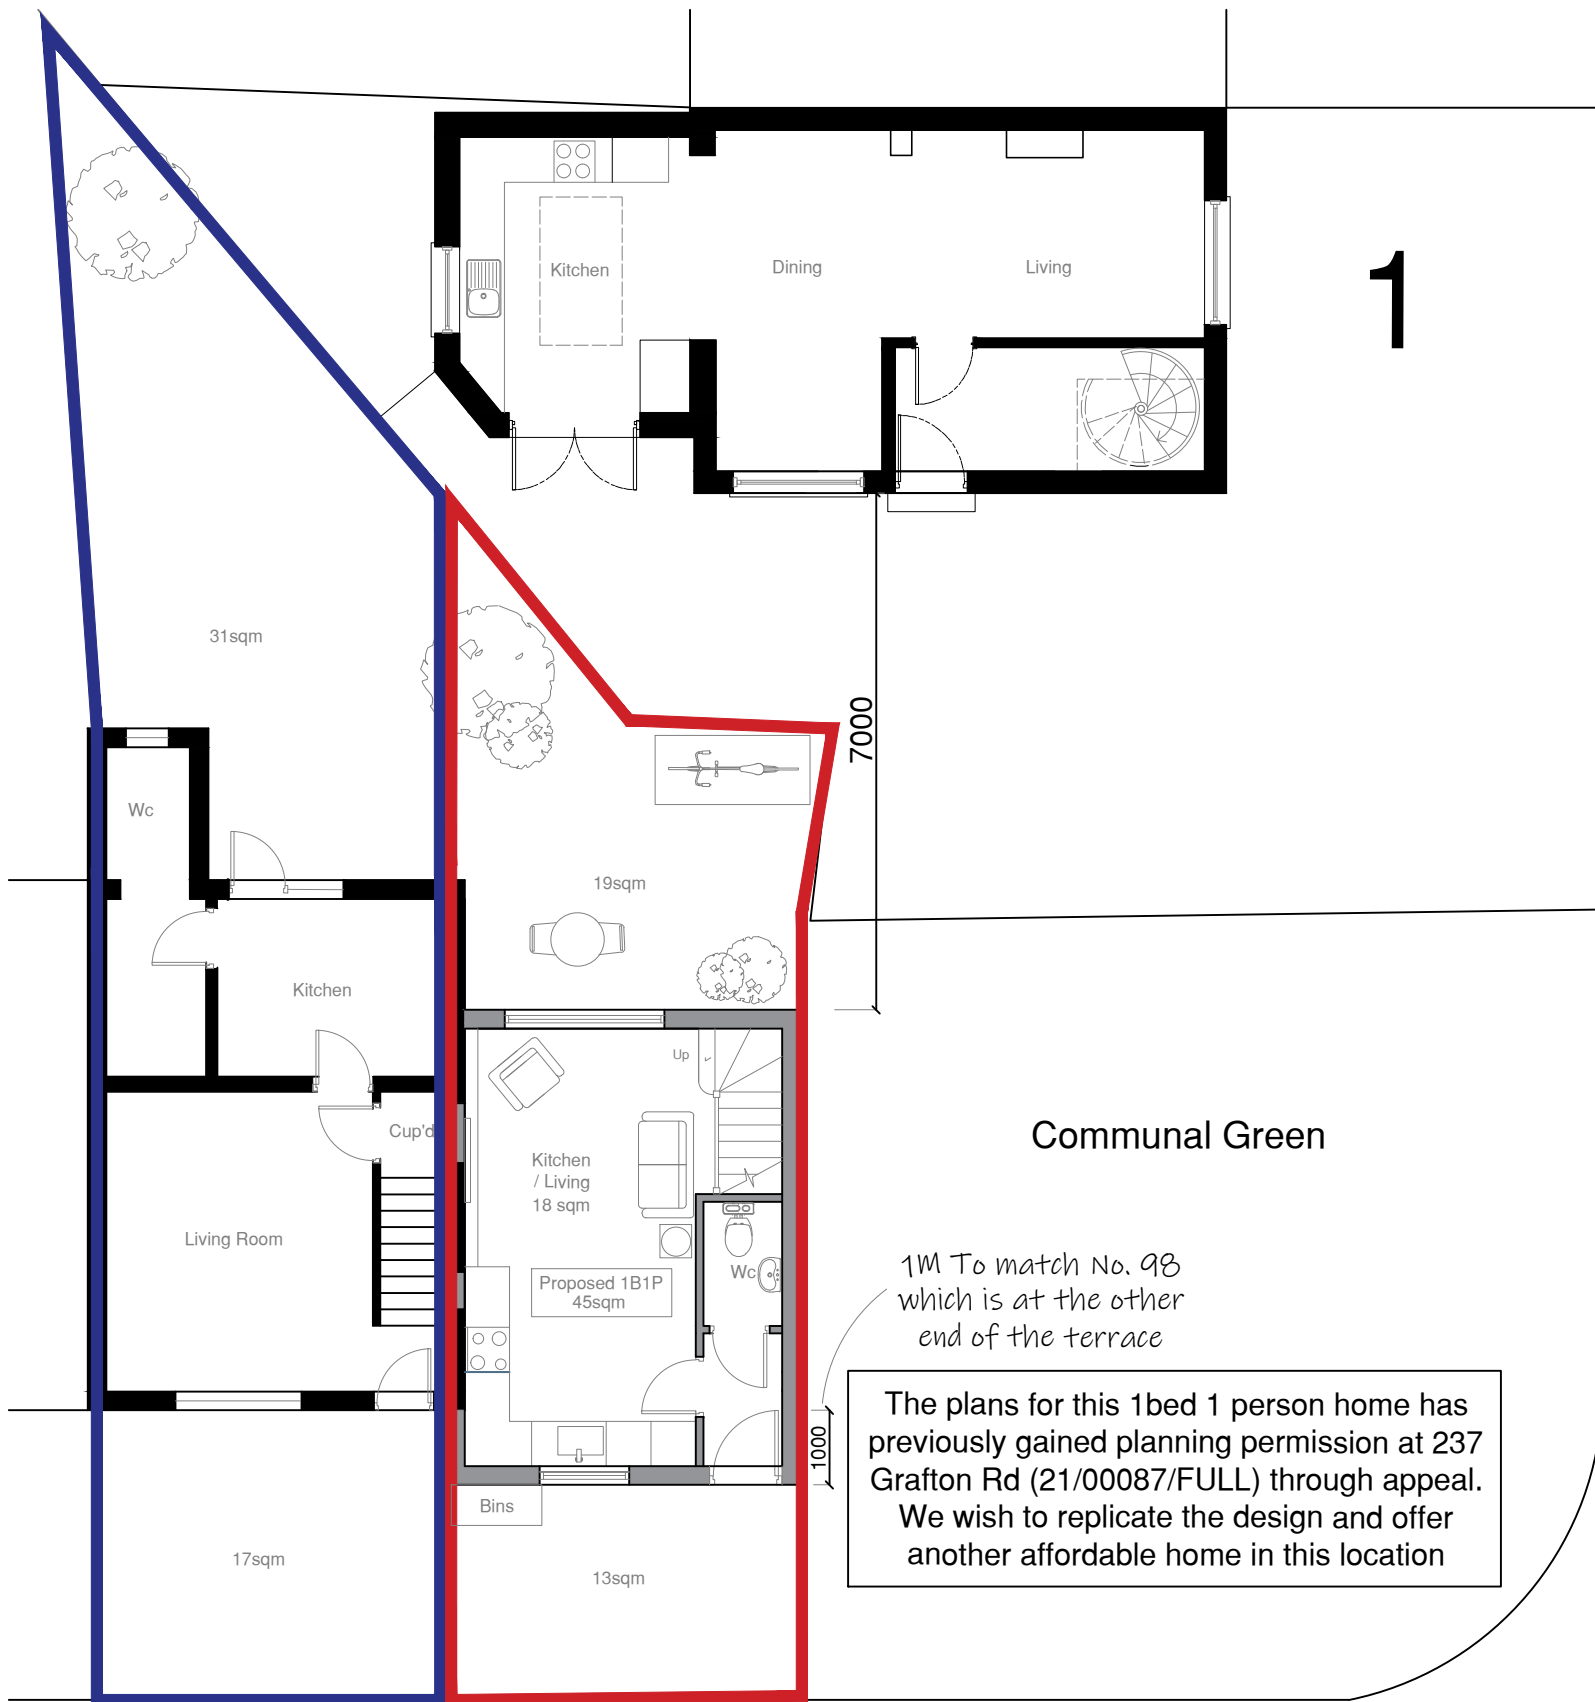 Kitchen
Dining
Living
1
31sqm
7000
Wc
19sqm
Kitchen
Up
Cup'd
Communal Green
Kitchen
/ Living
18 sqm
Living Room
Wc
Proposed 1B1P
45sqm
1M To match No. 98
which is at the other
end of the terrace
1000
The plans for this 1bed 1 person home has
previously gained planning permission at 237
Grafton Rd (21/00087/FULL) through appeal.
We wish to replicate the design and offer
another affordable home in this location
Bins
17sqm
13sqm